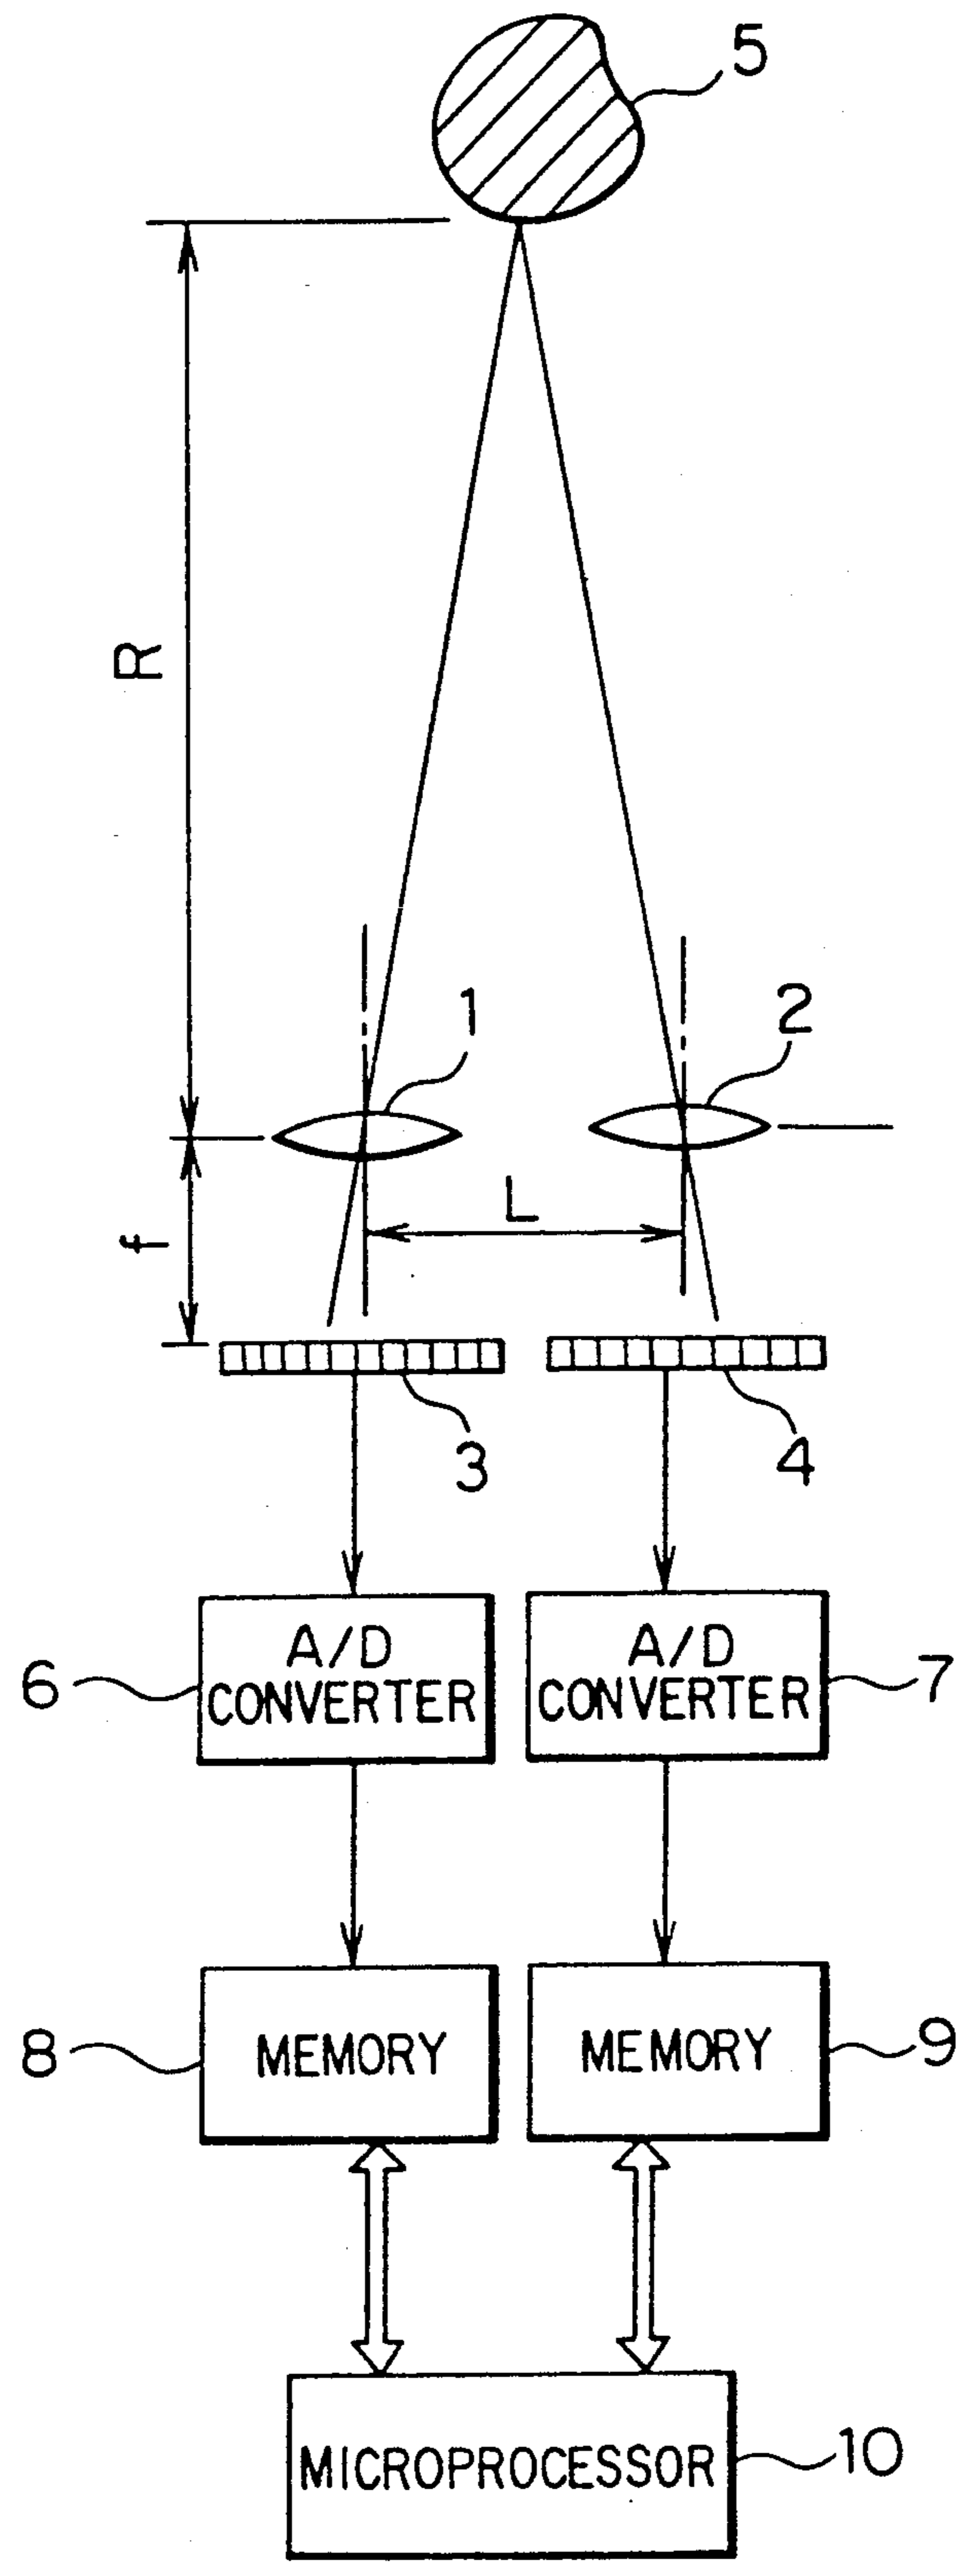 5
R
1
2
L
f
3
4
A/D
CONVERTER
6
A/D
CONVERTER
7
MEMORY
8
MEMORY
9
MICROPROCESSOR
10